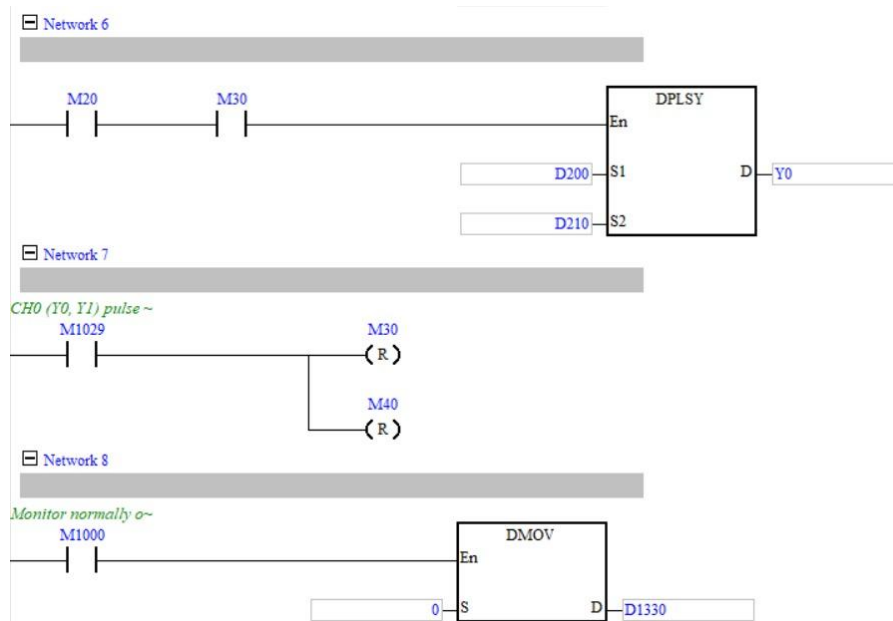 Network 6
M20 M30
DPLSY
En
D200 S1 D Y0
D210 S2
Network 7
CH0 (Y0, Y1) pulse ~
M1029 M30
R
M40
R
Network 8
Monitor normally o~
M1000
DMOV
En
0 S D D1330